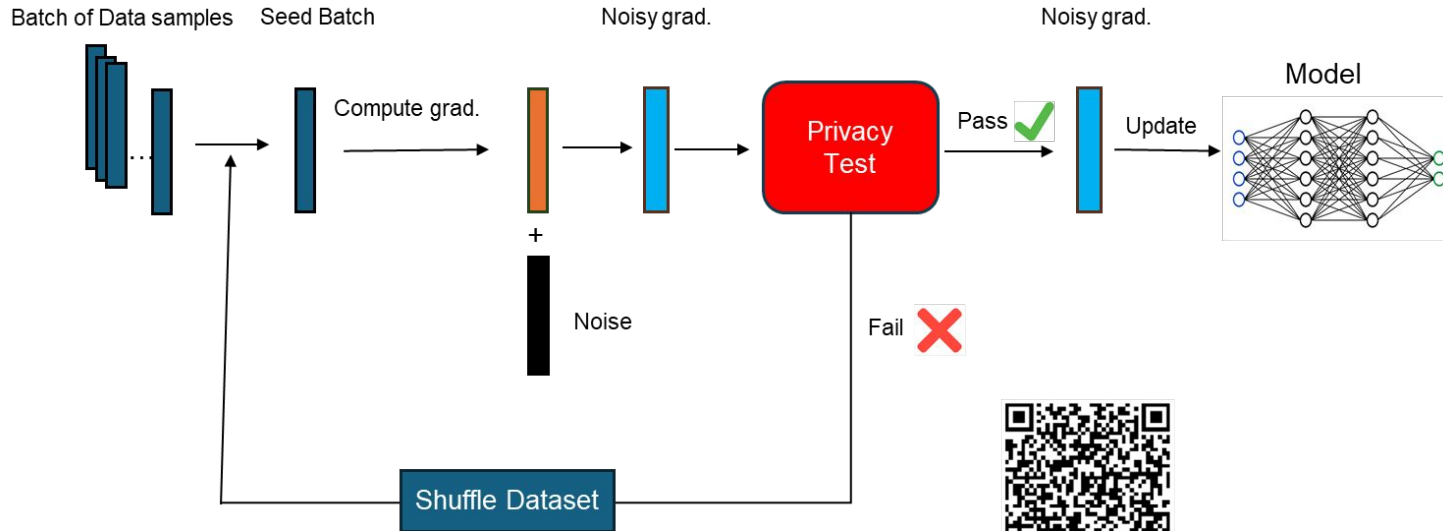 Batch of Data samples
Seed Batch
Noisy grad.
Noisy grad.
Model
Compute grad.
...
Privacy
Test
Pass
Update
+
Noise
Fail
Shuffle Dataset